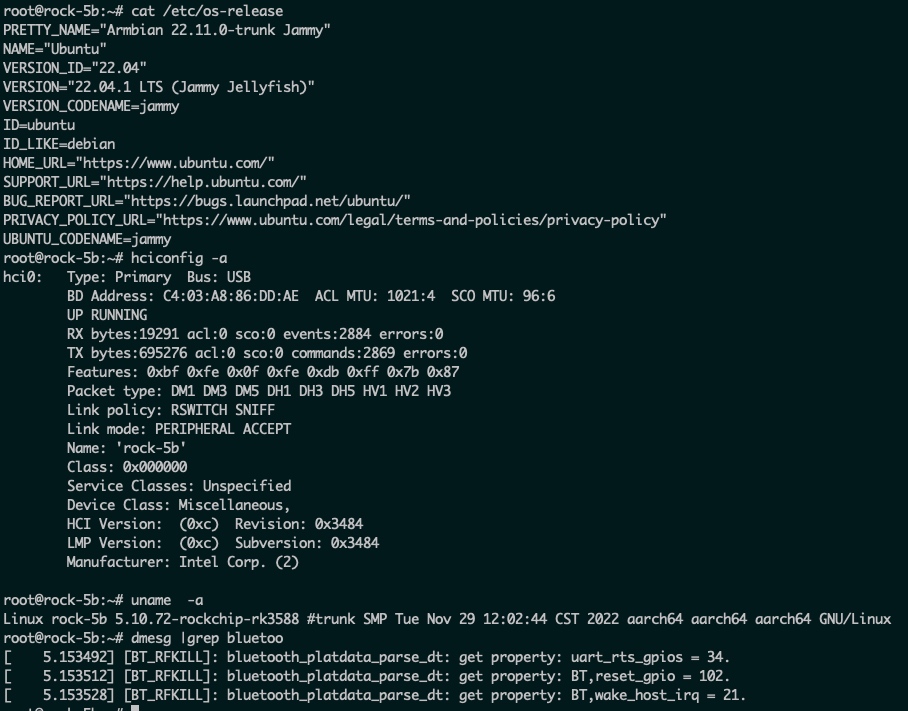 root@rock-5b:~# cat /etc/os-release
PRETTY_NAME="Armbian 22.11.0-trunk Jammy"
NAME="Ubuntu"
VERSION_ID="22.04"
VERSION="22.04.1 LTS (Jammy Jellyfish)"
VERSION_CODENAME=jammy
ID=ubuntu
ID_LIKE=debian
HOME_URL="https://www.ubuntu.com/"
SUPPORT_URL="https://help.ubuntu.com/"
BUG_REPORT_URL="https://bugs.launchpad.net/ubuntu/"
PRIVACY_POLICY_URL="https://www.ubuntu.com/legal/terms-and-policies/privacy-policy"
UBUNTU_CODENAME=jammy
root@rock-5b:~# hciconfig -a
hci0:   Type: Primary  Bus: USB
        BD Address: C4:03:A8:86:DD:AE  ACL MTU: 1021:4  SCO MTU: 96:6
        UP RUNNING
        RX bytes:19291 acl:0 sco:0 events:2884 errors:0
        TX bytes:695276 acl:0 sco:0 commands:2869 errors:0
        Features: 0xbf 0xfe 0x0f 0xfe 0xdb 0xff 0x7b 0x87
        Packet type: DM1 DM3 DM5 DH1 DH3 DH5 HV1 HV2 HV3
        Link policy: RSWITCH SNIFF
        Link mode: PERIPHERAL ACCEPT
        Name: 'rock-5b'
        Class: 0x000000
        Service Classes: Unspecified
        Device Class: Miscellaneous,
        HCI Version:  (0xc)  Revision: 0x3484
        LMP Version:  (0xc)  Subversion: 0x3484
        Manufacturer: Intel Corp. (2)
root@rock-5b:~# uname  -a
Linux rock-5b 5.10.72-rockchip-rk3588 #trunk SMP Tue Nov 29 12:02:44 CST 2022 aarch64 aarch64 aarch64 GNU/Linux
root@rock-5b:~# dmesg |grep bluetoo
[    5.153492] [BT_RFKILL]: bluetooth_platdata_parse_dt: get property: uart_rts_gpios = 34.
[    5.153512] [BT_RFKILL]: bluetooth_platdata_parse_dt: get property: BT,reset_gpio = 102.
[    5.153528] [BT_RFKILL]: bluetooth_platdata_parse_dt: get property: BT,wake_host_irq = 21.